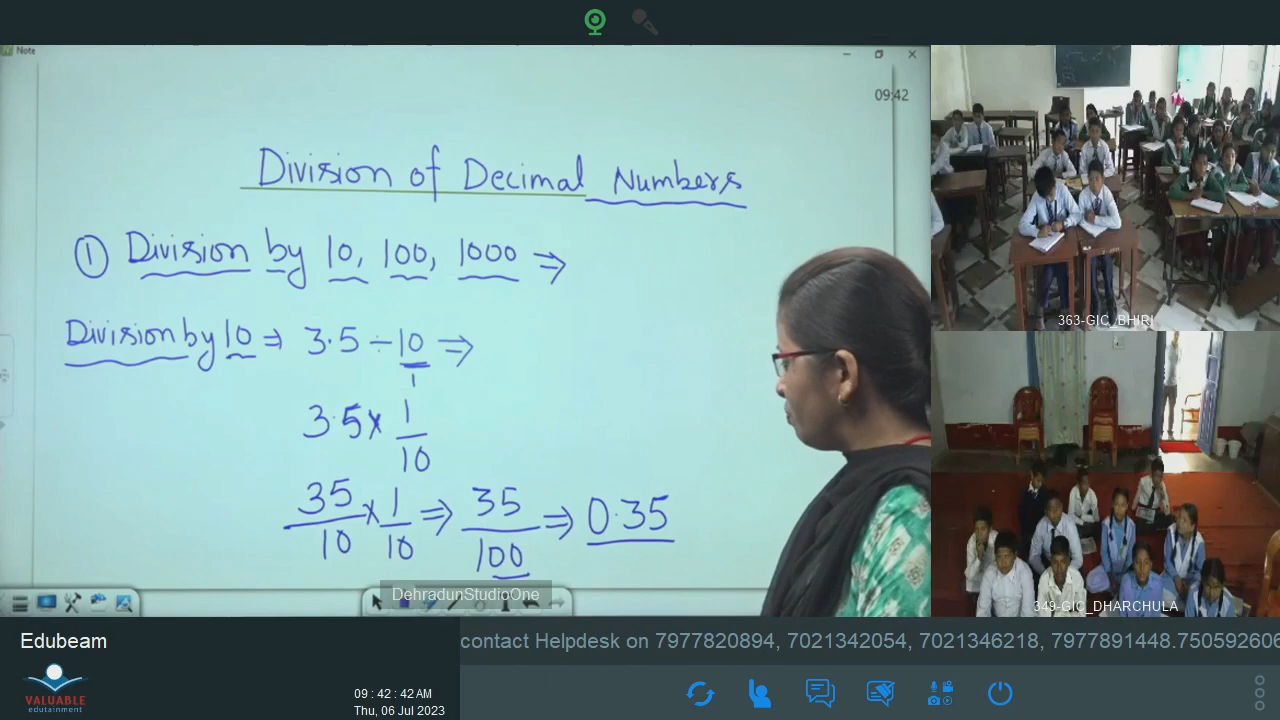 Note
09:42
Division of Decimal Numbers
① Division by 10, 100, 1000 ⇒
Division by 10 ⇒ 3.5 ÷ 10 ⇒
1
3.5 × 1/10
35/10 × 1/10 ⇒ 35/100 ⇒ 0.35
DehradunStudioOne
363-GIC_BHIRI
349-GIC_DHARCHULA
Edubeam
contact Helpdesk on 7977820894, 7021342054, 7021346218, 7977891448.750592606
VALUABLE
edutainment
09 : 42 : 42 AM
Thu, 06 Jul 2023